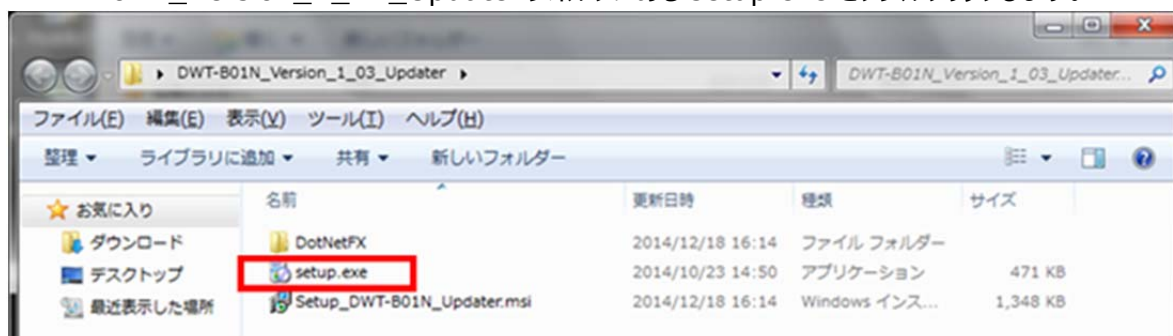 DWT-B01N_Version_1_03_Updater
DWT-B01N_Version_1_03_Updater...
ファイル(F) 編集(E) 表示(V) ツール(T) ヘルプ(H)
整理 ライブラリに追加 共有 新しいフォルダー
お気に入り
ダウンロード
デスクトップ
最近表示した場所
名前 更新日時 種類 サイズ
DotNetFX 2014/12/18 16:14 ファイル フォルダー
setup.exe 2014/10/23 14:50 アプリケーション 471 KB
Setup_DWT-B01N_Updater.msi 2014/12/18 16:14 Windows インス... 1,348 KB